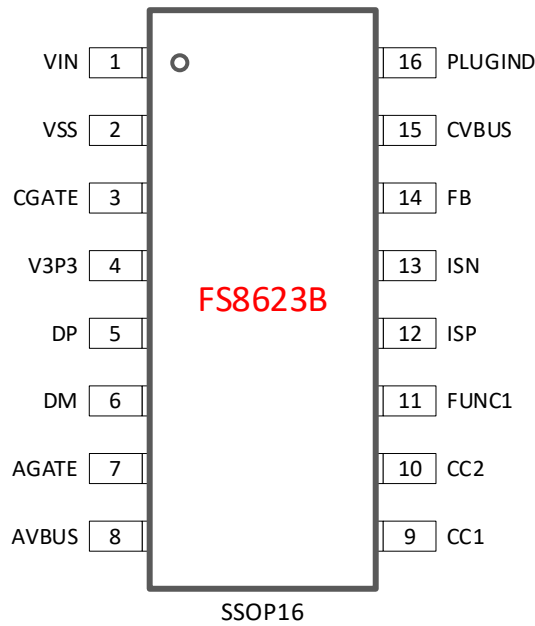 VIN 1 16 PLUGIND
VSS 2 15 CVBUS
CGATE 3 14 FB
V3P3 4 13 ISN
FS8623B
DP 5 12 ISP
DM 6 11 FUNC1
AGATE 7 10 CC2
AVBUS 8 9 CC1
SSOP16